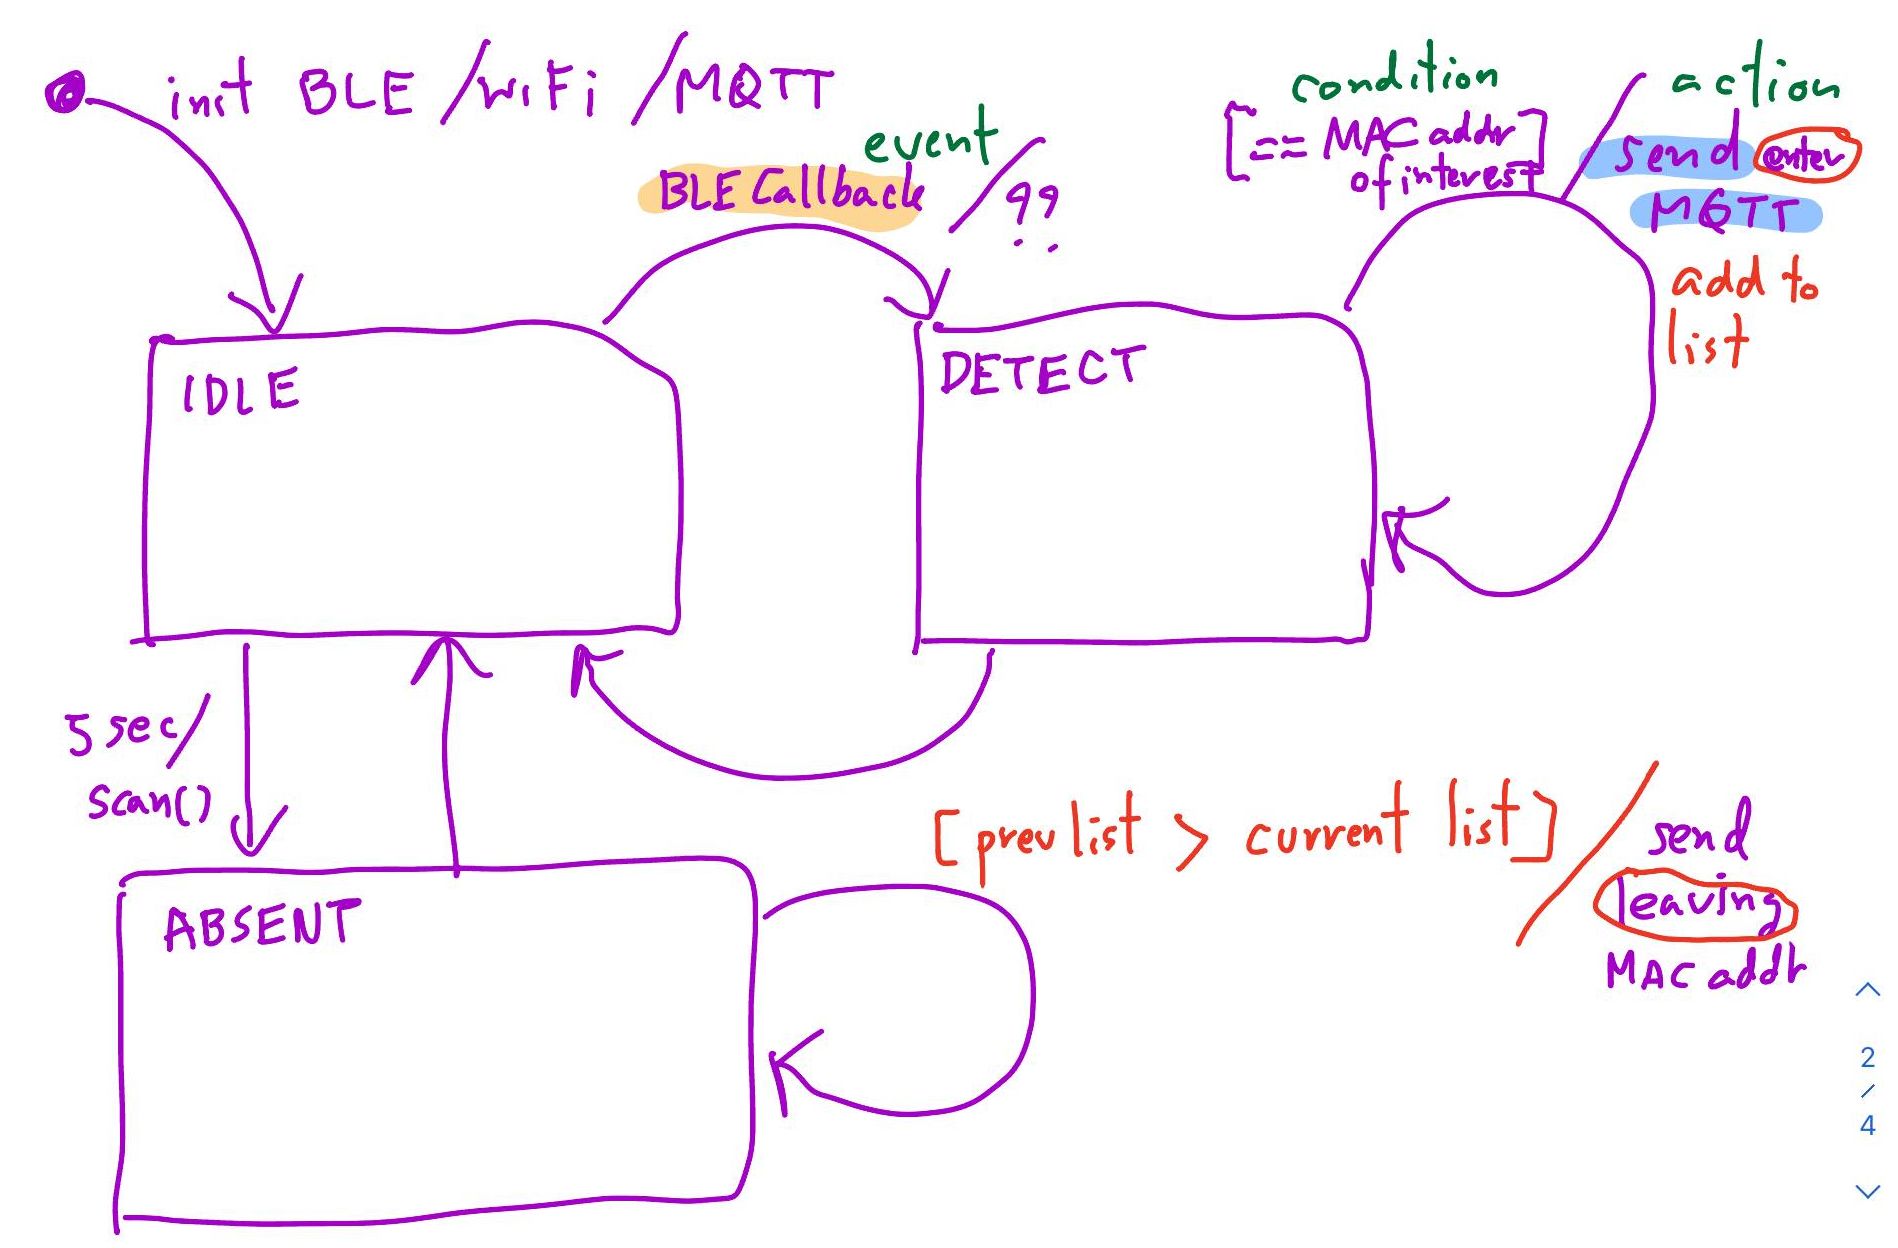 init BLE / WiFi / MQTT
event
BLE Callback / ??
condition
[== MAC addr
of interest]
/ action
send enter
MQTT
add to
list
IDLE
DETECT
5 sec /
scan()
[prev list > current list] /
send
leaving
MAC addr
ABSENT
2
/
4